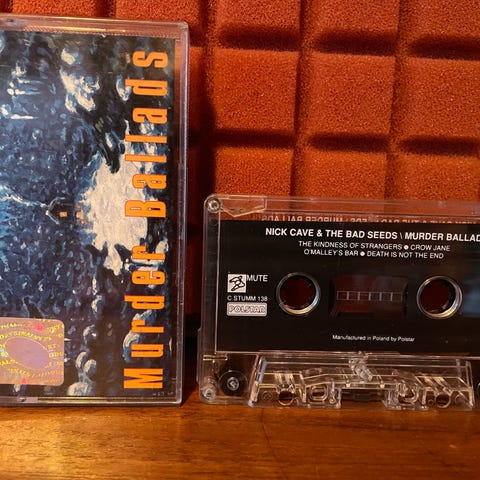 Murder Ballads
NICK CAVE & THE BAD SEEDS \ MURDER BALLAD
THE KINDNESS OF STRANGERS ● CROW JANE
O'MALLEY'S BAR ● DEATH IS NOT THE END
MUTE
C STUMM 138
POLSTAR
Manufactured in Poland by Polstar